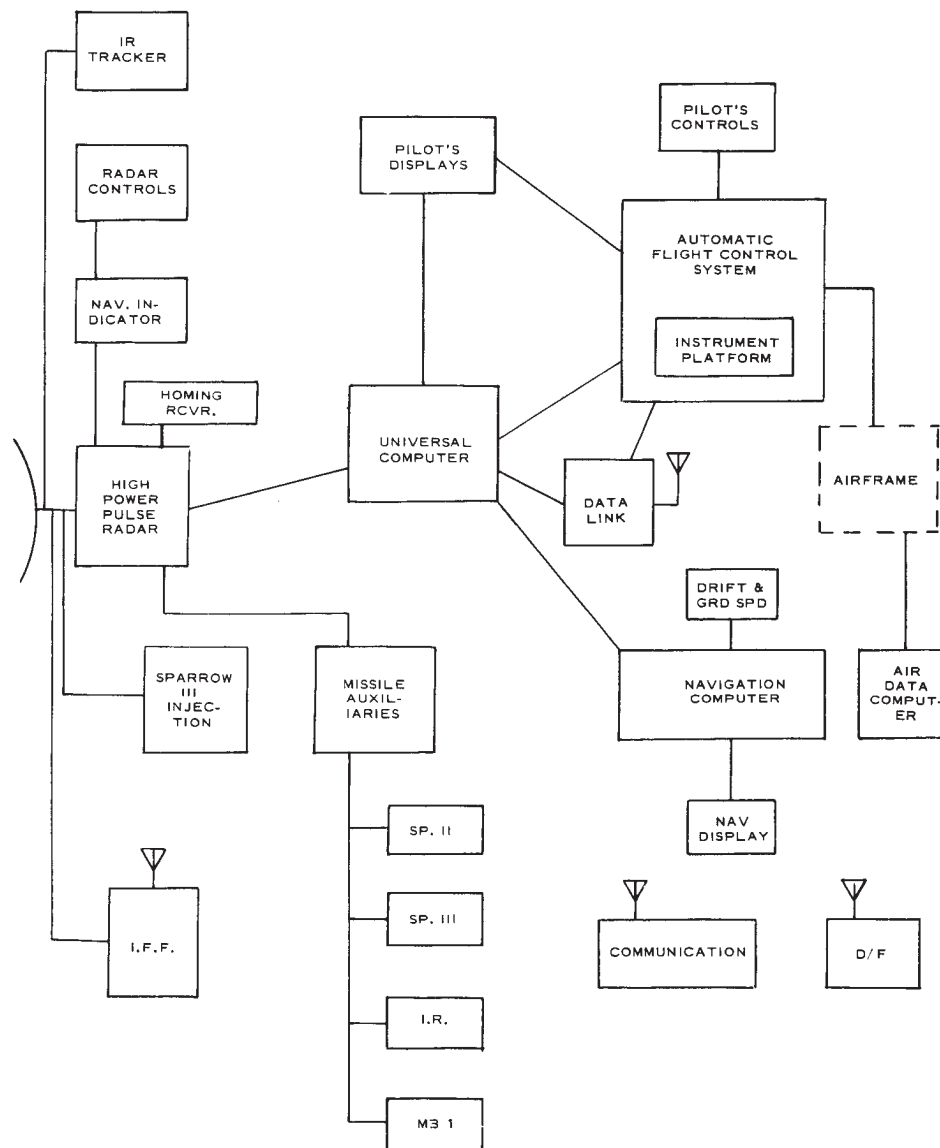 IR
TRACKER
RADAR
CONTROLS
NAV. IN-
DICATOR
HOMING
RCVR.
HIGH
POWER
PULSE
RADAR
SPARROW
III
INJEC-
TION
I.F.F.
PILOT'S
DISPLAYS
UNIVERSAL
COMPUTER
MISSILE
AUXIL-
IARIES
SP. II
SP. III
I.R.
MB 1
PILOT'S
CONTROLS
AUTOMATIC
FLIGHT CONTROL
SYSTEM
INSTRUMENT
PLATFORM
DATA
LINK
AIRFRAME
DRIFT &
GRD SPD
NAVIGATION
COMPUTER
AIR
DATA
COMPUT-
ER
NAV
DISPLAY
COMMUNICATION
D/F